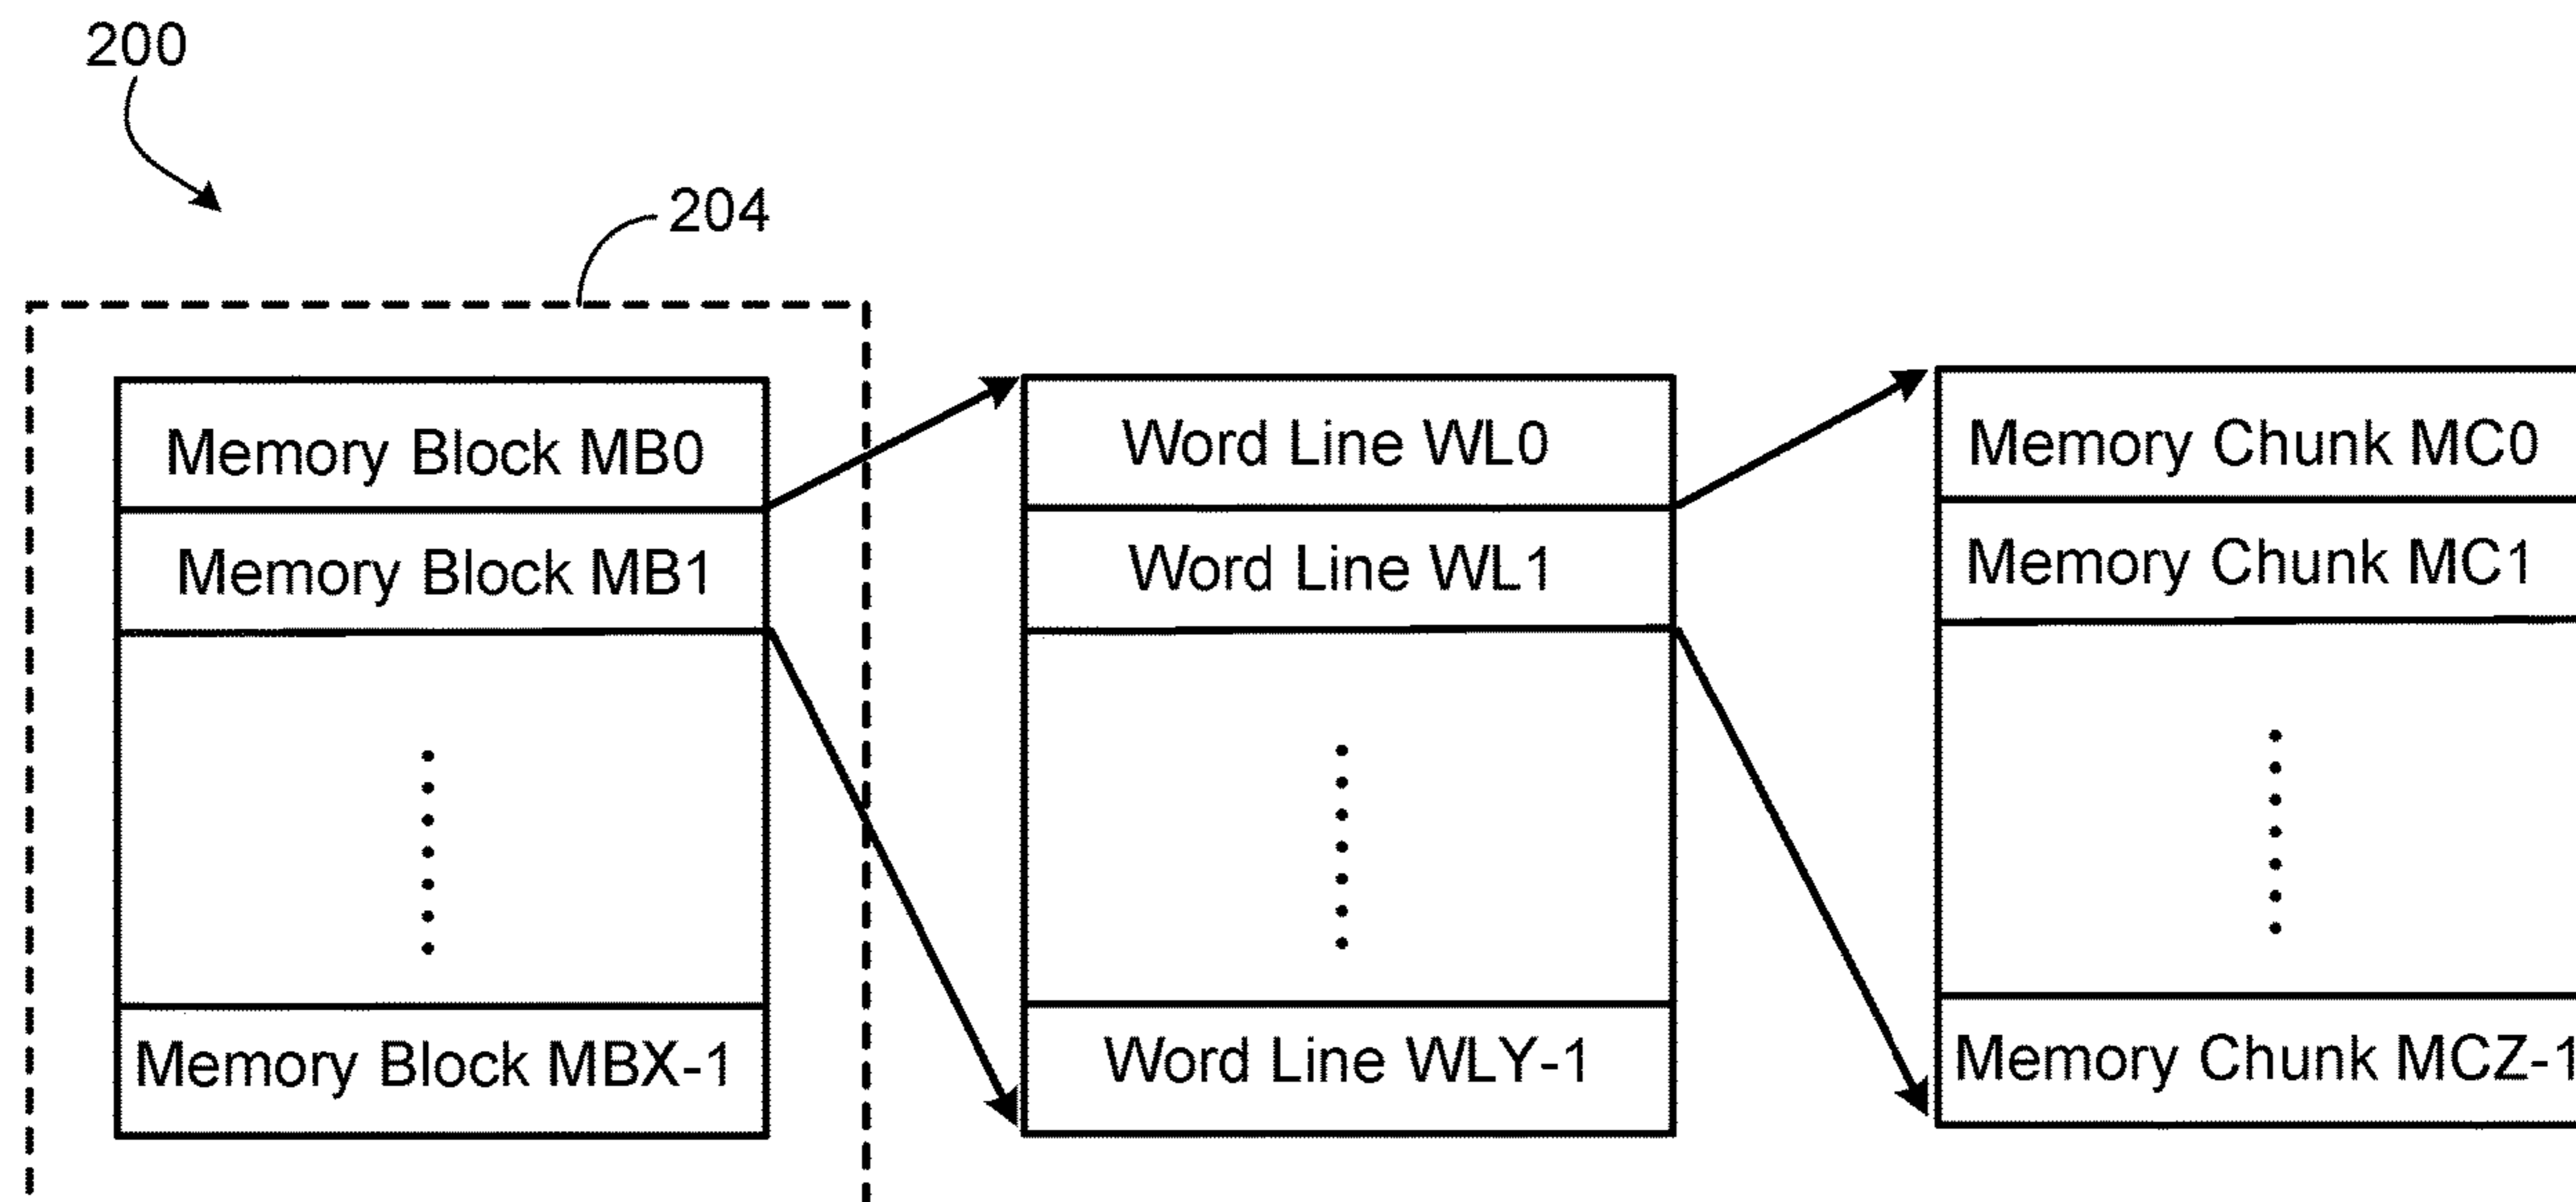 200
204
Memory Block MB0
Memory Block MB1
Memory Block MBX-1
Word Line WL0
Word Line WL1
Word Line WLY-1
Memory Chunk MC0
Memory Chunk MC1
Memory Chunk MCZ-1